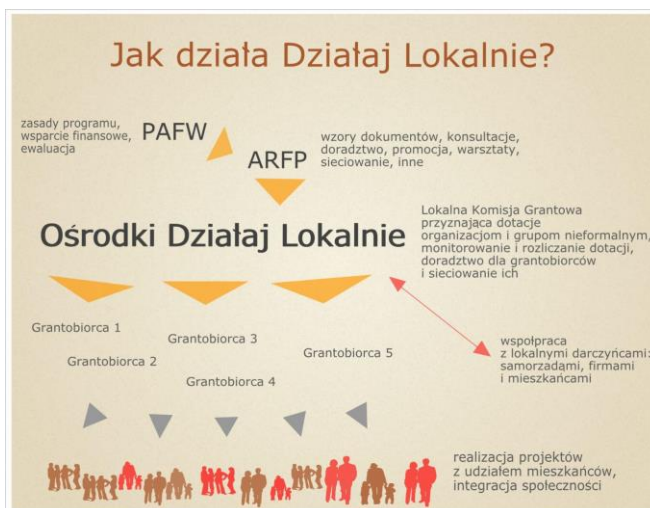 Jak działa Działaj Lokalnie?
zasady programu,
wsparcie finansowe,
ewaluacja
PAFW
ARFP
wzory dokumentów, konsultacje,
doradztwo, promocja, warsztaty,
sieciowanie, inne
Ośrodki Działaj Lokalnie
Lokalna Komisja Grantowa
przyznająca dotacje
organizacjom i grupom nieformalnym,
monitorowanie i rozliczanie dotacji,
doradztwo dla grantobiorców
i sieciowanie ich
Grantobiorca 1
Grantobiorca 2
Grantobiorca 3
Grantobiorca 4
Grantobiorca 5
wspołpraca
z lokalnymi darczyńcami:
samorządami, firmami
i mieszkańcami
realizacja projektów
z udziałem mieszkańców,
integracja społeczności